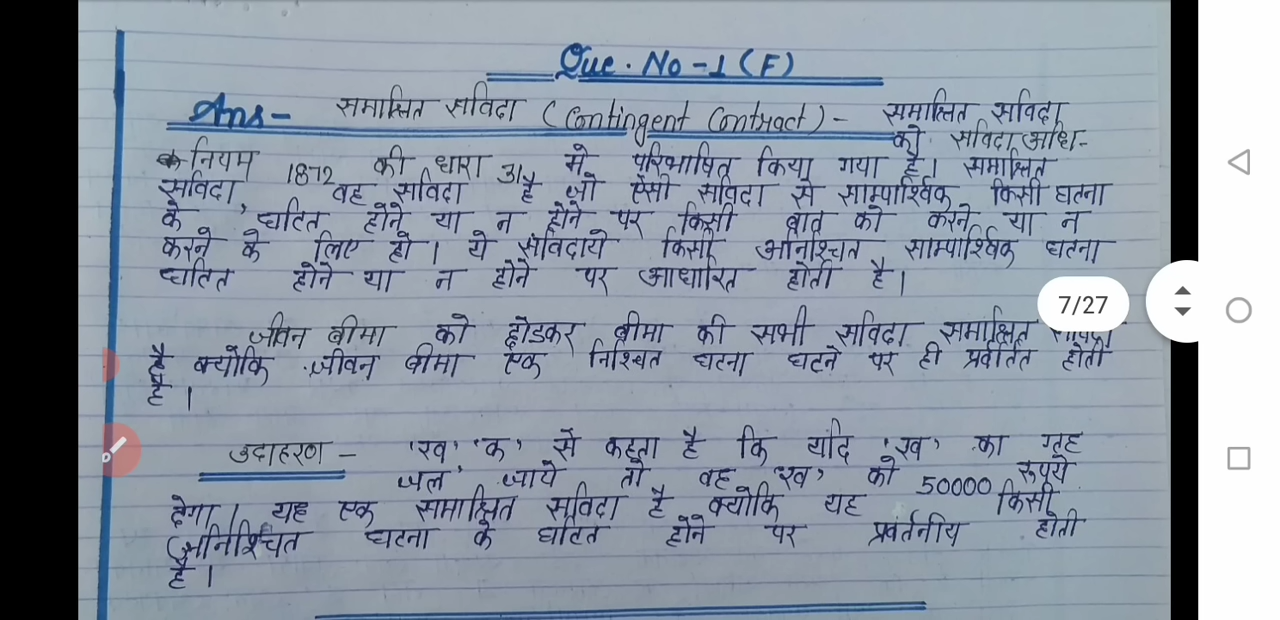 Que. No-1(F)
Ans- समाश्रित संविदा (Contingent Contract) - समाश्रित संविदा
को संविदा अधि-
नियम 1872 की धारा 31 मे परिभाषित किया गया है। समाश्रित
संविदा, वह संविदा है जो ऐसी संविदा से साम्पार्श्विक किसी घटना
के घटित होने या न होने पर किसी बात को करने या न
करने के लिए हो। ये संविदाये किसी अनिश्चित साम्पार्श्विक घटना
घटित होने या न होने पर आधारित होती है।
जीवन बीमा को छोडकर बीमा की सभी संविदा समाश्रित संविदा
है क्योकि जीवन बीमा एक निश्चित घटना घटने पर ही प्रवर्तित होती
है।
उदाहरण - 'ख' 'क' से कहता है कि यदि 'ख' का गृह
जल जाये तो वह 'ख' को 50000 रूपये
देगा। यह एक समाश्रित संविदा है क्योकि यह किसी
अनिश्चित घटना के घटित होने पर प्रवर्तनीय होती
है।
7/27